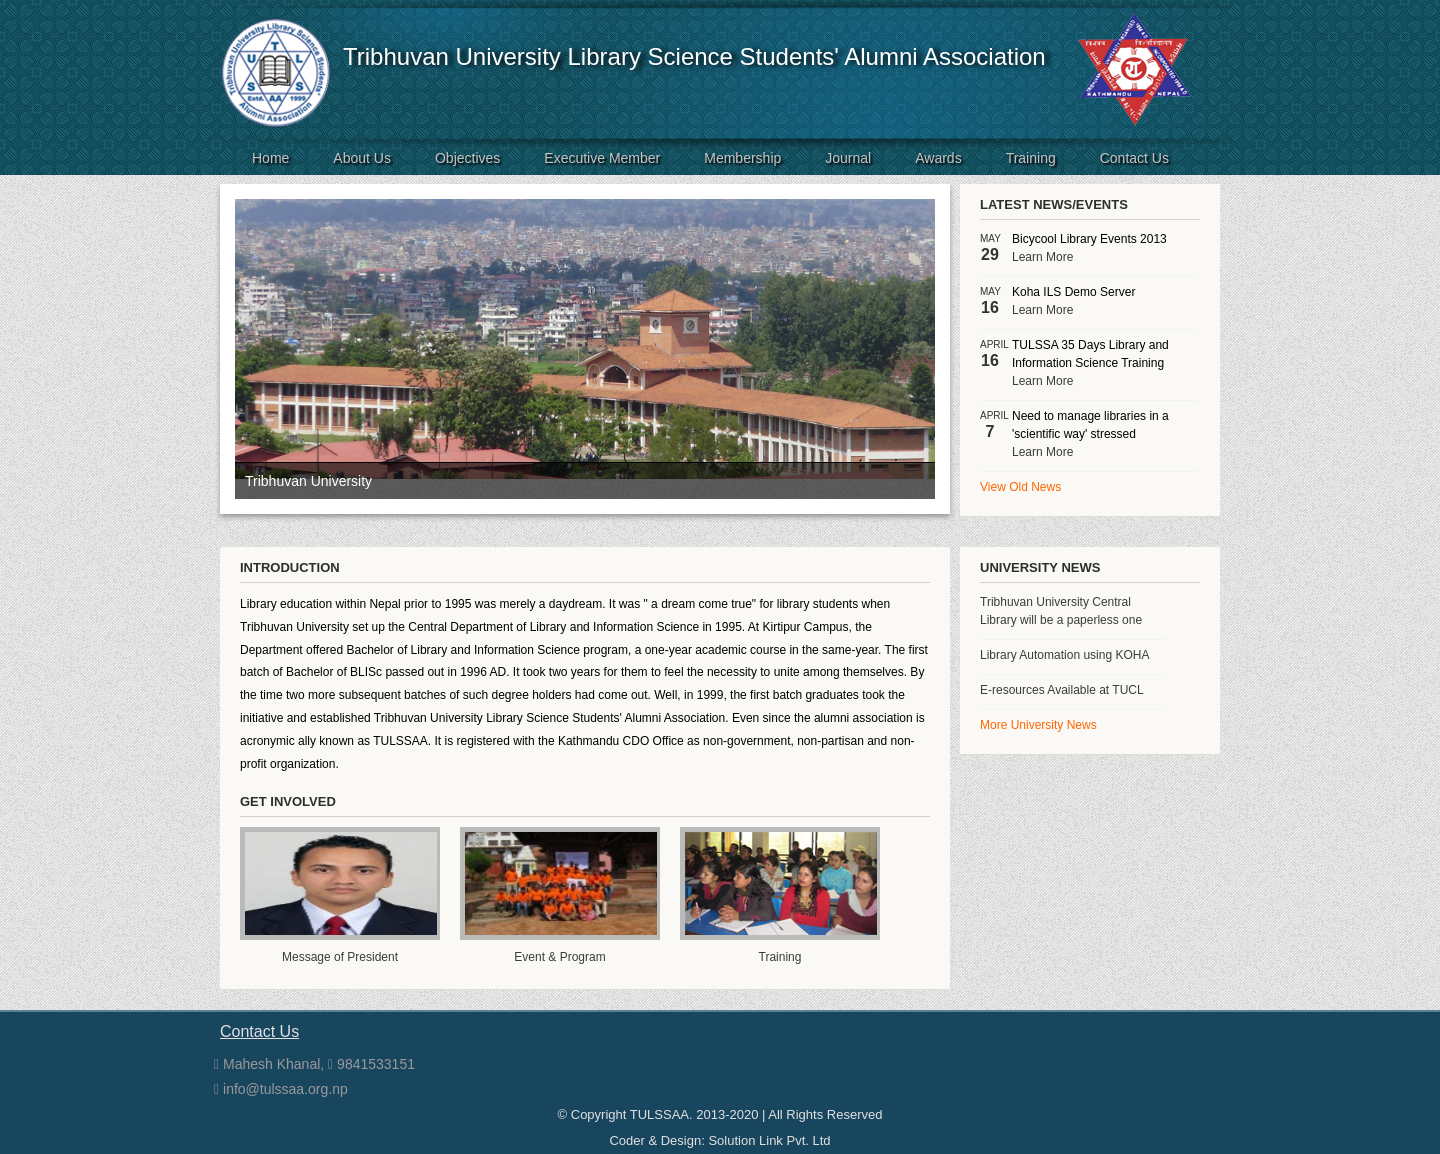 Tribhuvan University Library Science Students'
TULSSAA
Estd. 1999
Alumni Association
Tribhuvan University Library Science Students' Alumni Association
KATHMANDU NEPAL
Home About Us Objectives Executive Member Membership Journal Awards Training Contact Us
Tribhuvan University
LATEST NEWS/EVENTS
MAY
29
Bicycool Library Events 2013
Learn More
MAY
16
Koha ILS Demo Server
Learn More
APRIL
16
TULSSA 35 Days Library and
Information Science Training
Learn More
APRIL
7
Need to manage libraries in a
'scientific way' stressed
Learn More
View Old News
INTRODUCTION
Library education within Nepal prior to 1995 was merely a daydream. It was " a dream come true" for library students when
Tribhuvan University set up the Central Department of Library and Information Science in 1995. At Kirtipur Campus, the
Department offered Bachelor of Library and Information Science program, a one-year academic course in the same-year. The first
batch of Bachelor of BLISc passed out in 1996 AD. It took two years for them to feel the necessity to unite among themselves. By
the time two more subsequent batches of such degree holders had come out. Well, in 1999, the first batch graduates took the
initiative and established Tribhuvan University Library Science Students' Alumni Association. Even since the alumni association is
acronymic ally known as TULSSAA. It is registered with the Kathmandu CDO Office as non-government, non-partisan and non-
profit organization.
UNIVERSITY NEWS
Tribhuvan University Central
Library will be a paperless one
Library Automation using KOHA
E-resources Available at TUCL
More University News
GET INVOLVED
Message of President
Event & Program
Training
Contact Us
Mahesh Khanal, 9841533151
info@tulssaa.org.np
© Copyright TULSSAA. 2013-2020 | All Rights Reserved
Coder & Design: Solution Link Pvt. Ltd